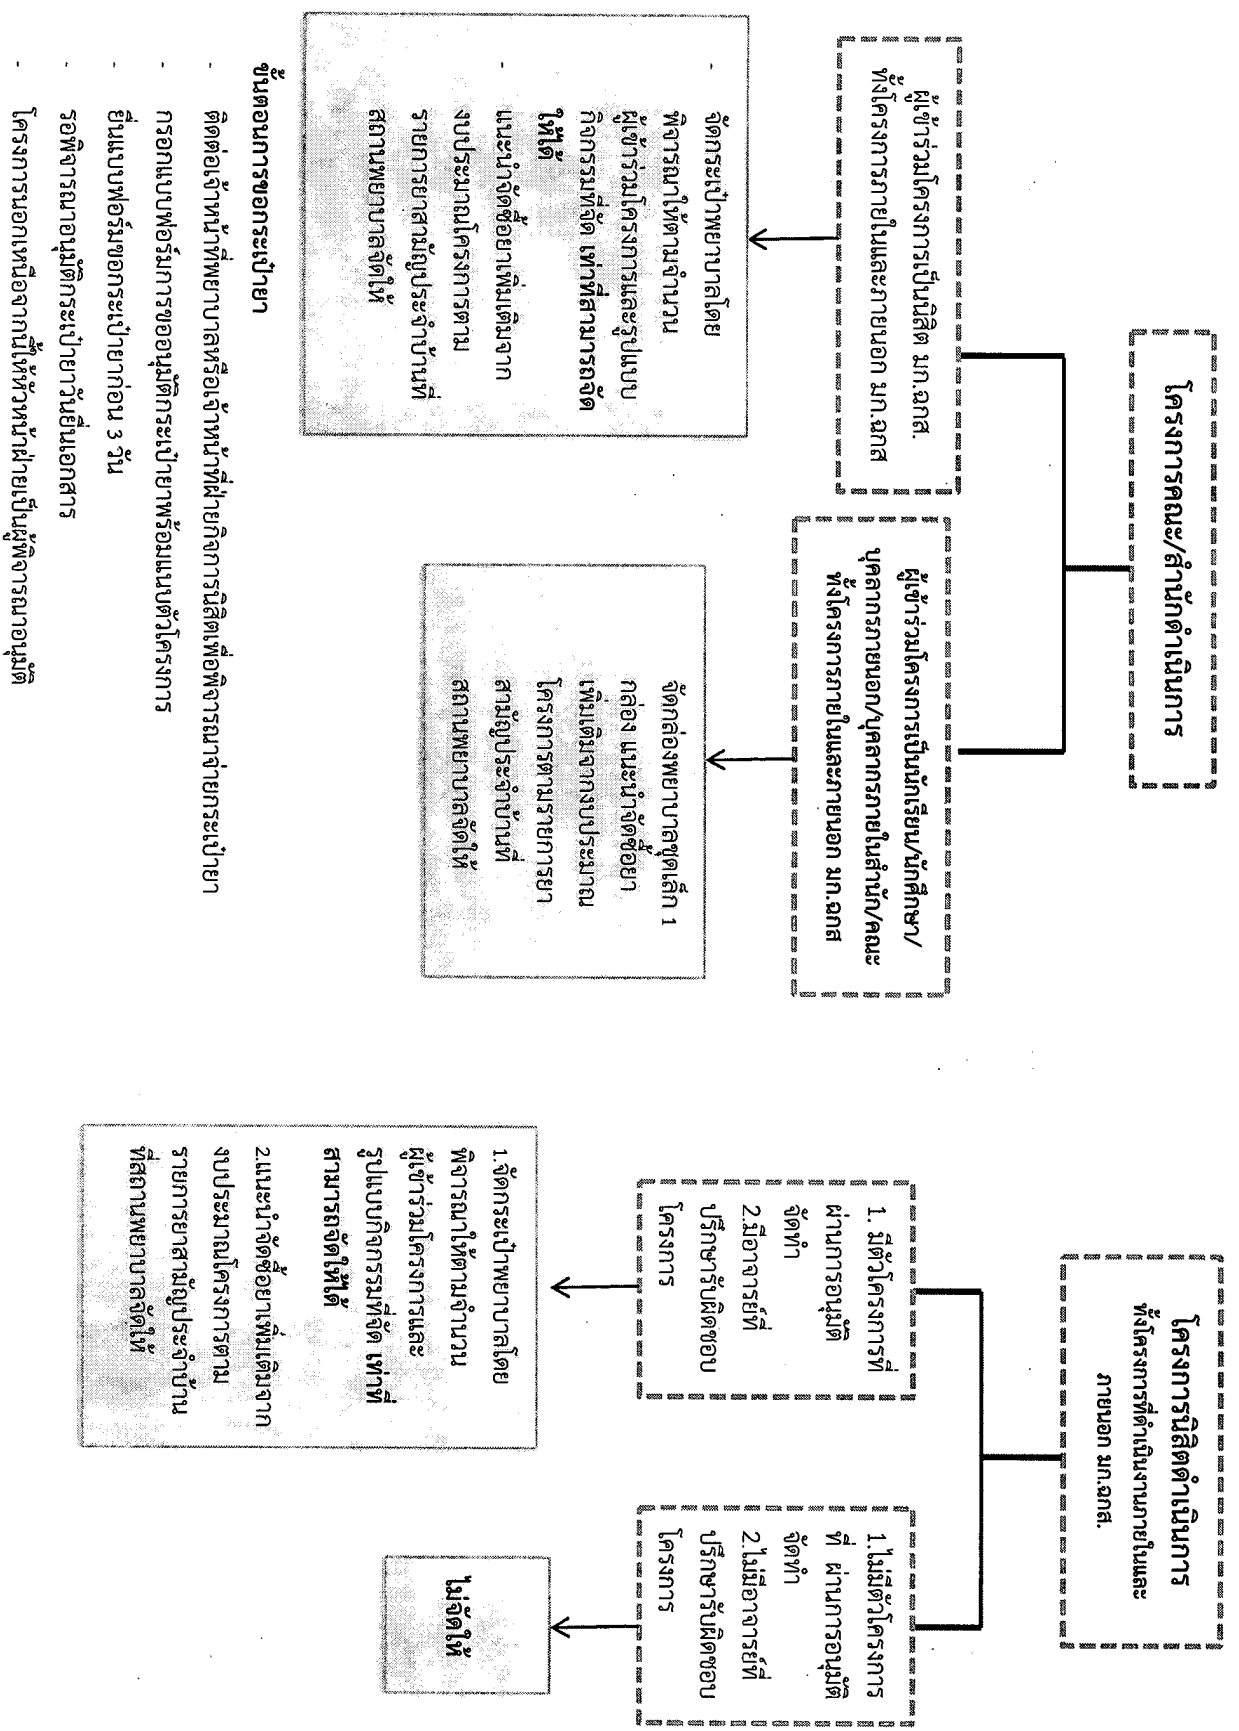 โครงการคณะ/สำนักดำเนินการ
ผู้เข้าร่วมโครงการเป็นนิสิต มก.ฉกส.
ทั้งโครงการภายในและภายนอก มก.ฉกส
- จัดกระเป๋าพยาบาลโดย
พิจารณาให้ตามจำนวน
ผู้เข้าร่วมโครงการและรูปแบบ
กิจกรรมที่จัด เท่าที่สามารถจัด
ให้ได้
- แนะนำจัดซื้อยาเพิ่มเติมจาก
งบประมาณโครงการตาม
รายการยาสามัญประจำบ้านที่
สถานพยาบาลจัดให้
ผู้เข้าร่วมโครงการเป็นนักเรียน/นักศึกษา/
บุคลากรภายนอก/บุคลากรภายในสำนัก/คณะ
ทั้งโครงการภายในและภายนอก มก.ฉกส
จัดกล่องพยาบาลชุดเล็ก 1
กล่อง แนะนำจัดซื้อยา
เพิ่มเติมจากงบประมาณ
โครงการตามรายการยา
สามัญประจำบ้านที่
สถานพยาบาลจัดให้
โครงการนิสิตดำเนินการ
ทั้งโครงการที่ดำเนินงานภายในและ
ภายนอก มก.ฉกส.
1. มีตัวโครงการที่
ผ่านการอนุมัติ
จัดทำ
2.มีอาจารย์ที่
ปรึกษารับผิดชอบ
โครงการ
1.จัดกระเป๋าพยาบาลโดย
พิจารณาให้ตามจำนวน
ผู้เข้าร่วมโครงการและ
รูปแบบกิจกรรมที่จัด เท่าที่
สามารถจัดให้ได้
2.แนะนำจัดซื้อยาเพิ่มเติมจาก
งบประมาณโครงการตาม
รายการยาสามัญประจำบ้าน
ที่สถานพยาบาลจัดให้
1.ไม่มีตัวโครงการ
ที่ ผ่านการอนุมัติ
จัดทำ
2.ไม่มีอาจารย์ที่
ปรึกษารับผิดชอบ
โครงการ
ไม่จัดให้
ขั้นตอนการขอกระเป๋ายา
- ติดต่อเจ้าหน้าที่พยาบาลหรือเจ้าหน้าที่ฝ่ายกิจการนิสิตเพื่อพิจารณาจ่ายกระเป๋ายา
- กรอกแบบฟอร์มการขออนุมัติกระเป๋ายาพร้อมแนบตัวโครงการ
- ยื่นแบบฟอร์มขอกระเป๋ายาก่อน 3 วัน
- รอพิจารณาอนุมัติกระเป๋ายาวันยื่นเอกสาร
- โครงการนอกเหนือจากนี้ให้หัวหน้าฝ่ายเป็นผู้พิจารณาอนุมัติ